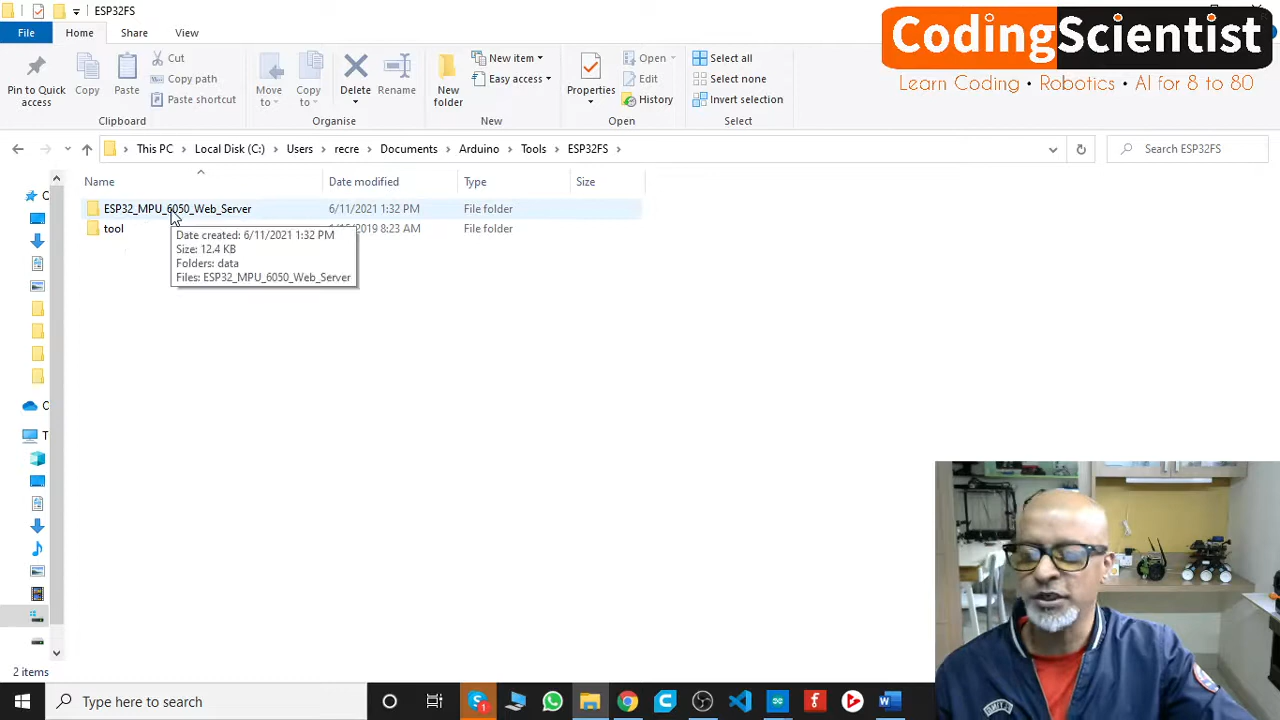 ESP32FS
File Home Share View
CodingScientist
Learn Coding • Robotics • AI for 8 to 80
Pin to Quick access
Copy
Paste
Cut
Copy path
Paste shortcut
Clipboard
Move to
Copy to
Delete
Rename
Organise
New folder
New item
Easy access
New
Properties
Open
Edit
History
Open
Select all
Select none
Invert selection
Select
This PC > Local Disk (C:) > Users > recre > Documents > Arduino > Tools > ESP32FS >
Search ESP32FS
Name Date modified Type Size
ESP32_MPU_6050_Web_Server 6/11/2021 1:32 PM File folder
tool 2019 8:23 AM File folder
Date created: 6/11/2021 1:32 PM
Size: 12.4 KB
Folders: data
Files: ESP32_MPU_6050_Web_Server
2 items
Type here to search